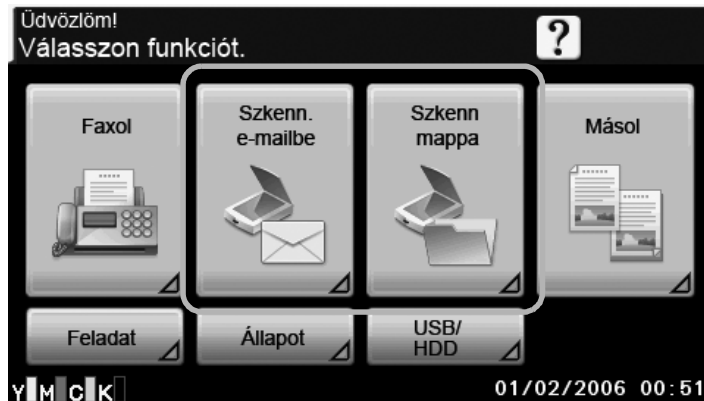 Üdvözlöm!
Válasszon funkciót.
?
Faxol
Szkenn.
e-mailbe
Szkenn
mappa
Másol
Feladat
Állapot
USB/
HDD
Y M C K
01/02/2006 00:51